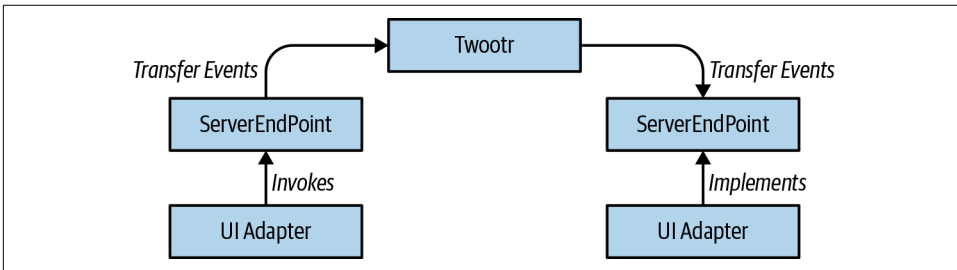 Twootr
Transfer Events
Transfer Events
ServerEndPoint
ServerEndPoint
Invokes
Implements
UI Adapter
UI Adapter